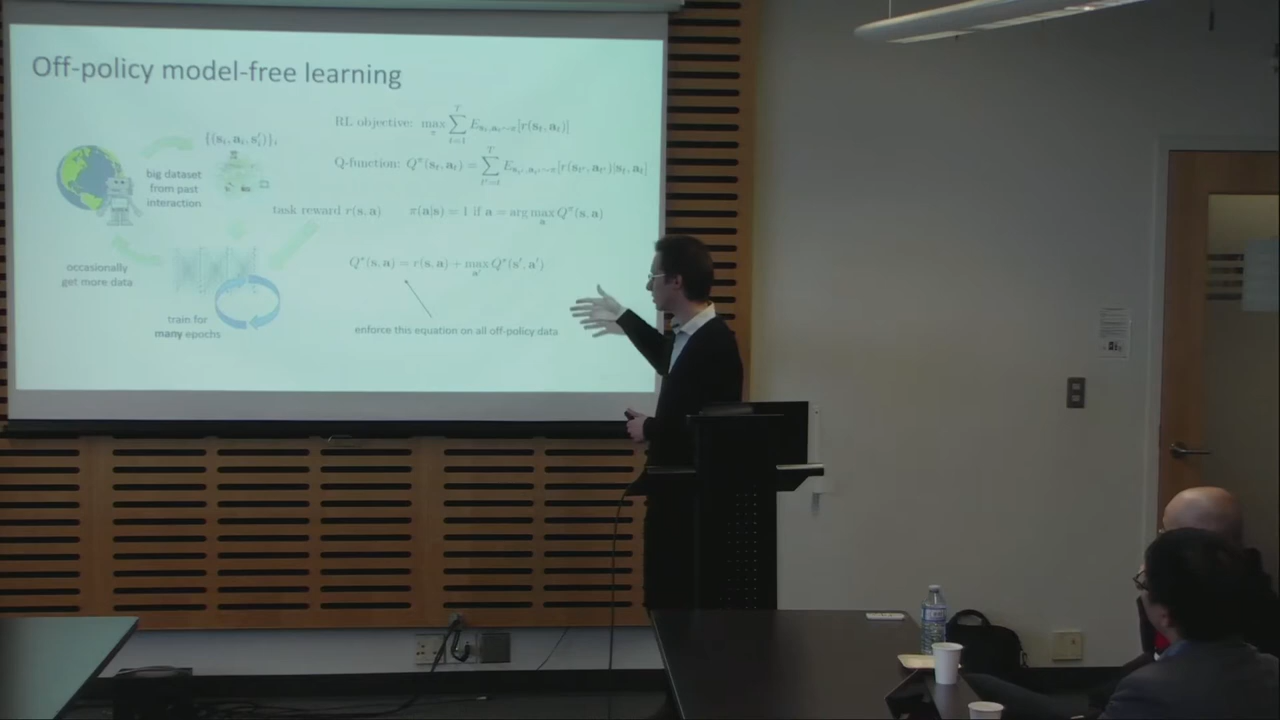 Off-policy model-free learning
RL objective: max_π ∑_{t=1}^{T} E_{s_t,a_t∼π}[r(s_t, a_t)]
{(s_i, a_i, s'_i)}_i
big dataset
from past
interaction
Q-function: Q^π(s_t, a_t) = ∑_{t'=t}^{T} E_{s_{t'},a_{t'}∼π}[r(s_{t'}, a_{t'})|s_t, a_t]
task reward r(s, a)
π(a|s) = 1 if a = arg max_a Q^π(s, a)
occasionally
get more data
Q*(s, a) = r(s, a) + max_{a'} Q*(s', a')
train for
many epochs
enforce this equation on all off-policy data